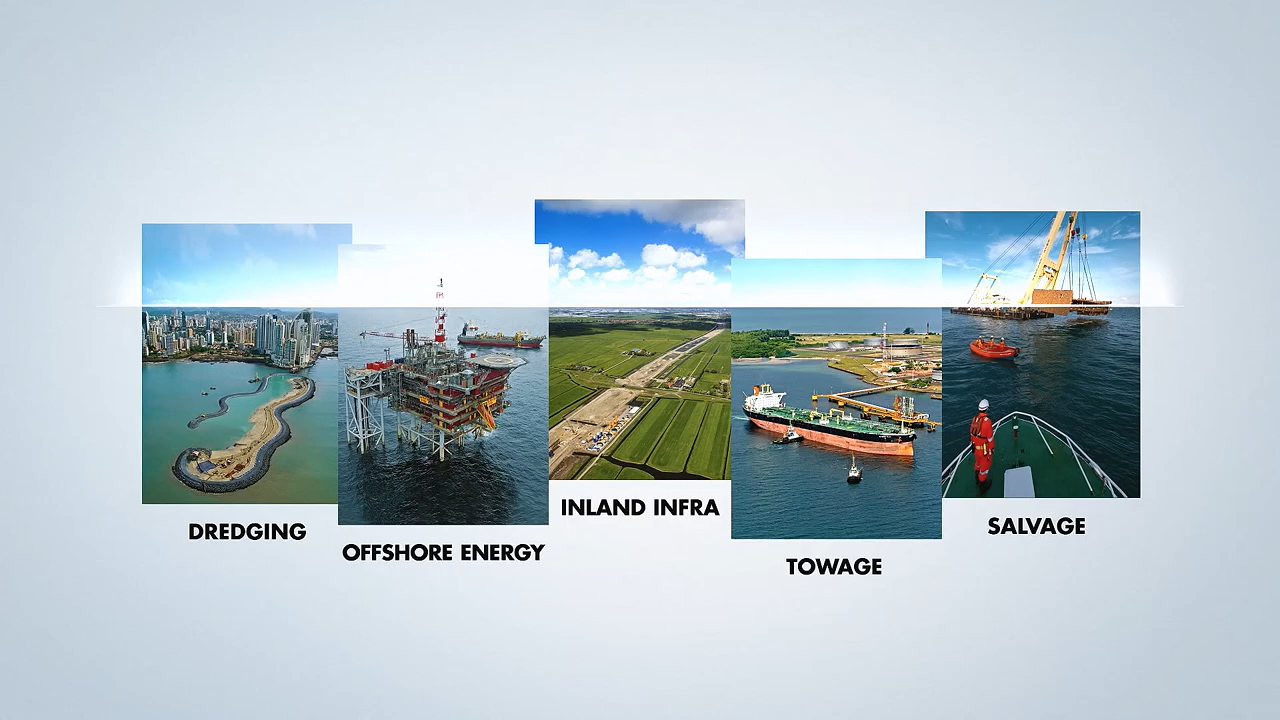 DREDGING
OFFSHORE ENERGY
INLAND INFRA
TOWAGE
SALVAGE